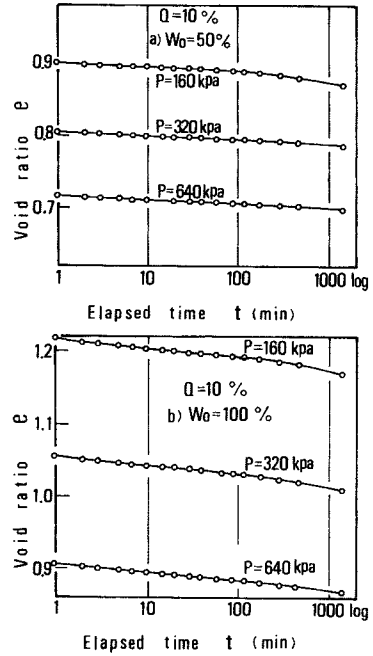 Q=10 %
a) Wo=50%
0.9
P=160 kpa
0.8
P=320 kpa
P=640 kpa
0.7
Void ratio e
1 10 100 1000 log
Elapsed time t (min)
1.2
P=160 kpa
Q=10 %
1.1
b) Wo=100 %
P=320 kpa
1.0
P=640 kpa
0.9
Void ratio e
1 10 100 1000 log
Elapsed time t (min)